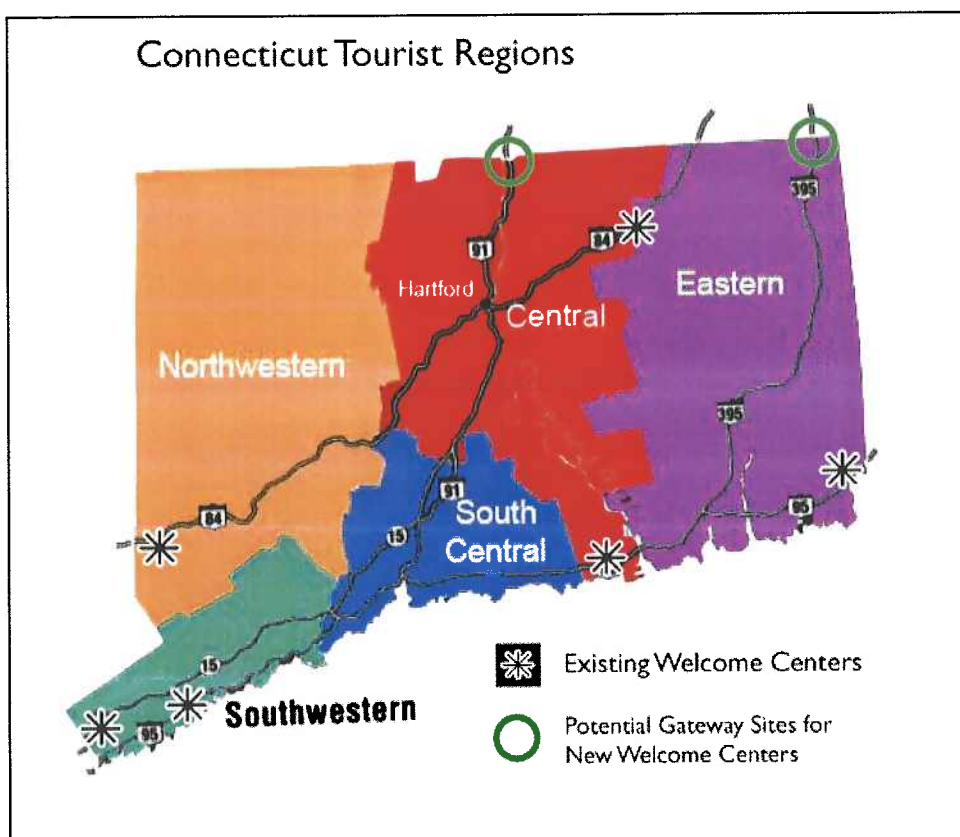 Connecticut Tourist Regions
395
91
84
Hartford
Eastern
Central
Northwestern
395
91
84
95
South
Central
15
15
Existing Welcome Centers
Southwestern
95
Potential Gateway Sites for
New Welcome Centers